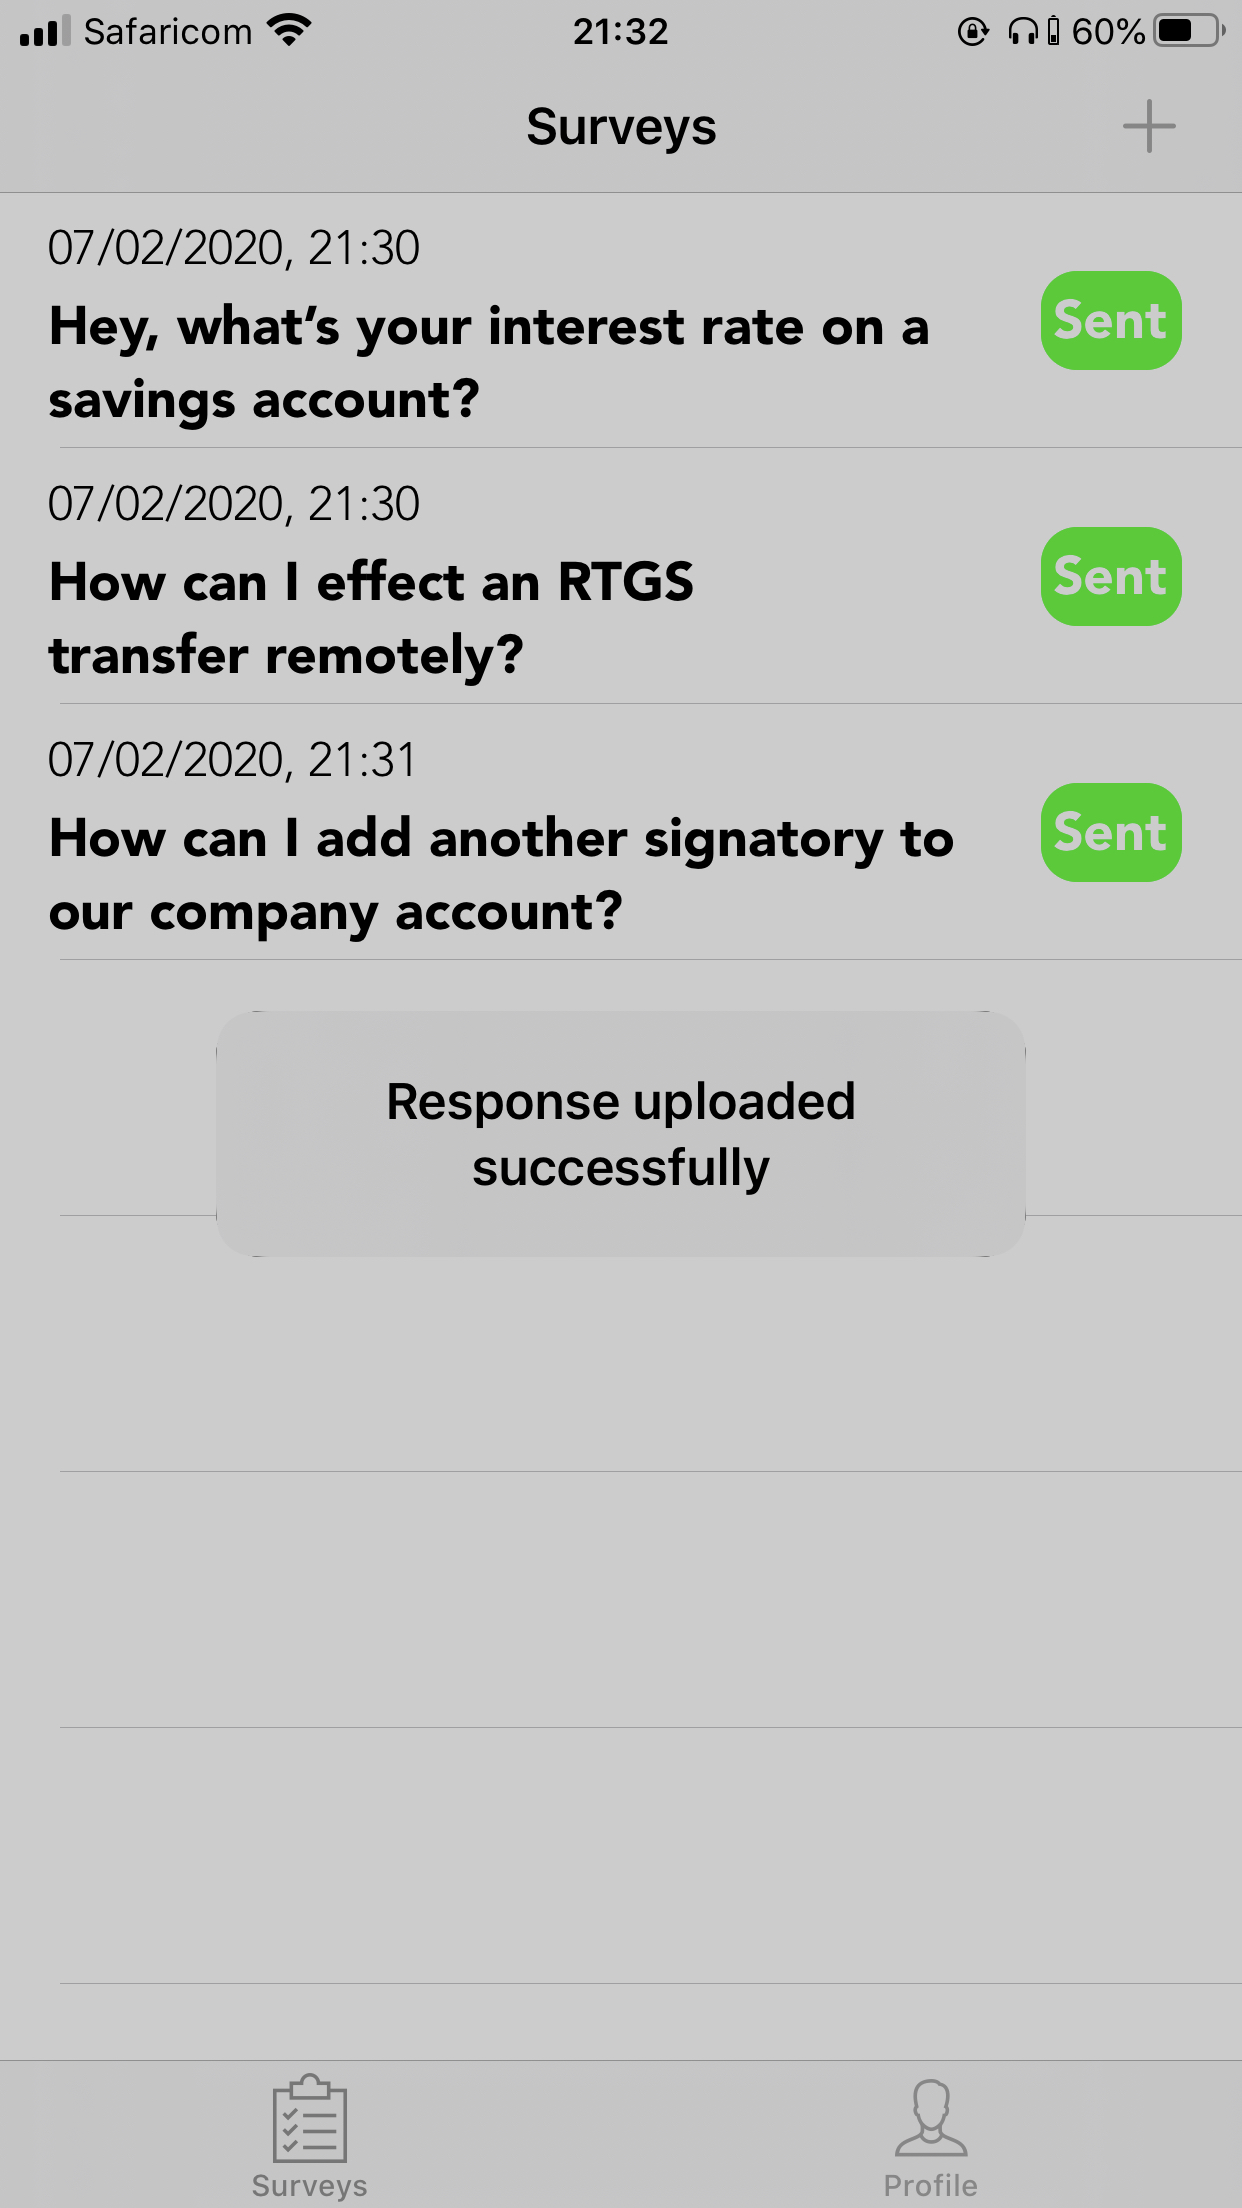 Safaricom 21:32 60%
Surveys
07/02/2020, 21:30
Hey, what’s your interest rate on a
savings account?
Sent
07/02/2020, 21:30
How can I effect an RTGS
transfer remotely?
Sent
07/02/2020, 21:31
How can I add another signatory to
our company account?
Sent
Response uploaded
successfully
Surveys
Profile